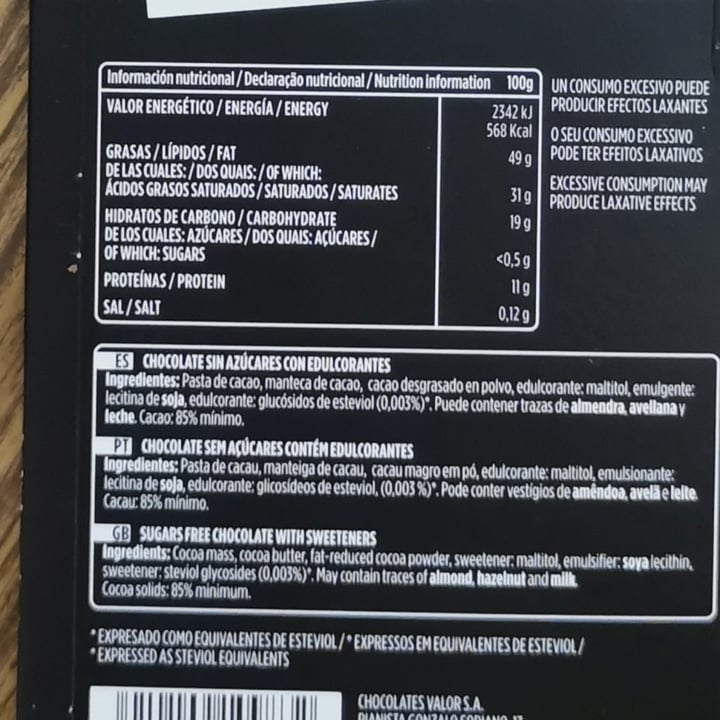 Información nutricional / Declaração nutricional / Nutrition information 100g
VALOR ENERGÉTICO / ENERGÍA / ENERGY 2342 kJ
568 Kcal
GRASAS / LÍPIDOS / FAT 49 g
DE LAS CUALES: / DOS QUAIS: / OF WHICH:
ÁCIDOS GRASOS SATURADOS / SATURADOS / SATURATES 31 g
HIDRATOS DE CARBONO / CARBOHYDRATE 19 g
DE LOS CUALES: AZÚCARES / DOS QUAIS: AÇÚCARES /
OF WHICH: SUGARS <0,5 g
PROTEÍNAS / PROTEIN 11 g
SAL / SALT 0,12 g
UN CONSUMO EXCESIVO PUEDE
PRODUCIR EFECTOS LAXANTES
O SEU CONSUMO EXCESSIVO
PODE TER EFEITOS LAXATIVOS
EXCESSIVE CONSUMPTION MAY
PRODUCE LAXATIVE EFFECTS
ES CHOCOLATE SIN AZÚCARES CON EDULCORANTES
Ingredientes: Pasta de cacao, manteca de cacao, cacao desgrasado en polvo, edulcorante: maltitol, emulgente:
lecitina de soja, edulcorante: glucósidos de esteviol (0,003%)*. Puede contener trazas de almendra, avellana y
leche. Cacao: 85% mínimo.
PT CHOCOLATE SEM AÇÚCARES CONTÉM EDULCORANTES
Ingredientes: Pasta de cacau, manteiga de cacau, cacau magro em pó, edulcorante: maltitol, emulsionante:
lecitina de soja, edulcorante: glicosídeos de esteviol, (0,003 %)*. Pode conter vestígios de amêndoa, avelã e leite.
Cacau: 85% mínimo.
GB SUGARS FREE CHOCOLATE WITH SWEETENERS
Ingredients: Cocoa mass, cocoa butter, fat-reduced cocoa powder, sweetener: maltitol, emulsifier: soya lecithin,
sweetener: steviol glycosides (0,003%)*. May contain traces of almond, hazelnut and milk.
Cocoa solids: 85% minimum.
*EXPRESADO COMO EQUIVALENTES DE ESTEVIOL / *EXPRESSOS EM EQUIVALENTES DE ESTEVIOL /
*EXPRESSED AS STEVIOL EQUIVALENTS
CHOCOLATES VALOR S.A.
PIANISTA GONZALO SORIANO, 13